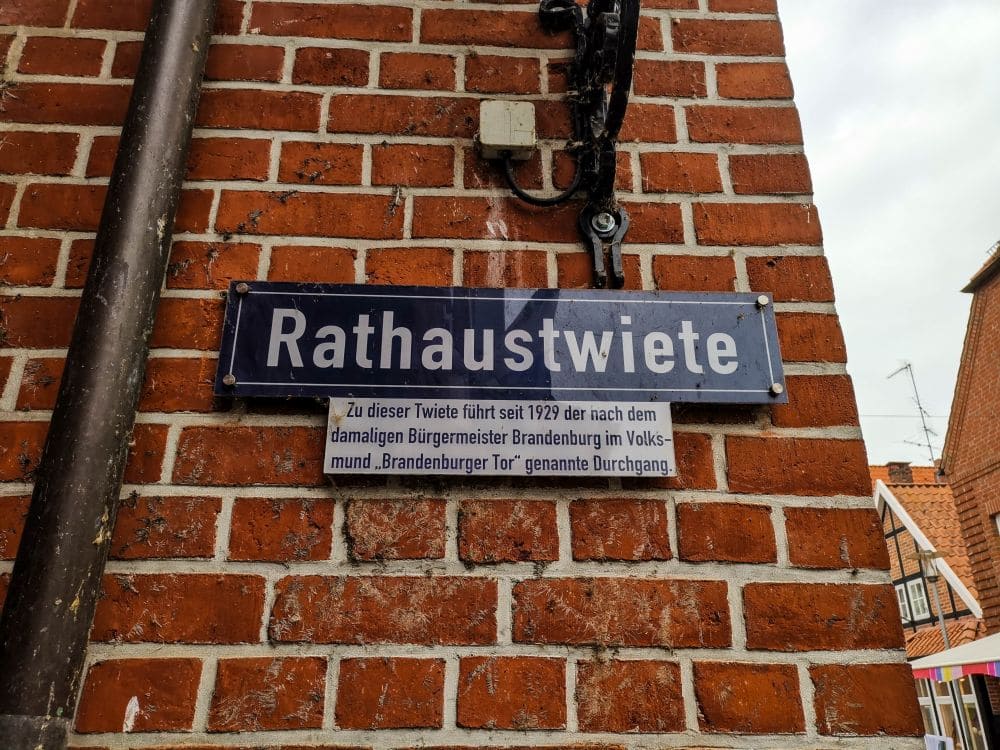 Rathaustwiete
Zu dieser Twiete führt seit 1929 der nach dem
damaligen Bürgermeister Brandenburg im Volks-
mund „Brandenburger Tor“ genannte Durchgang.